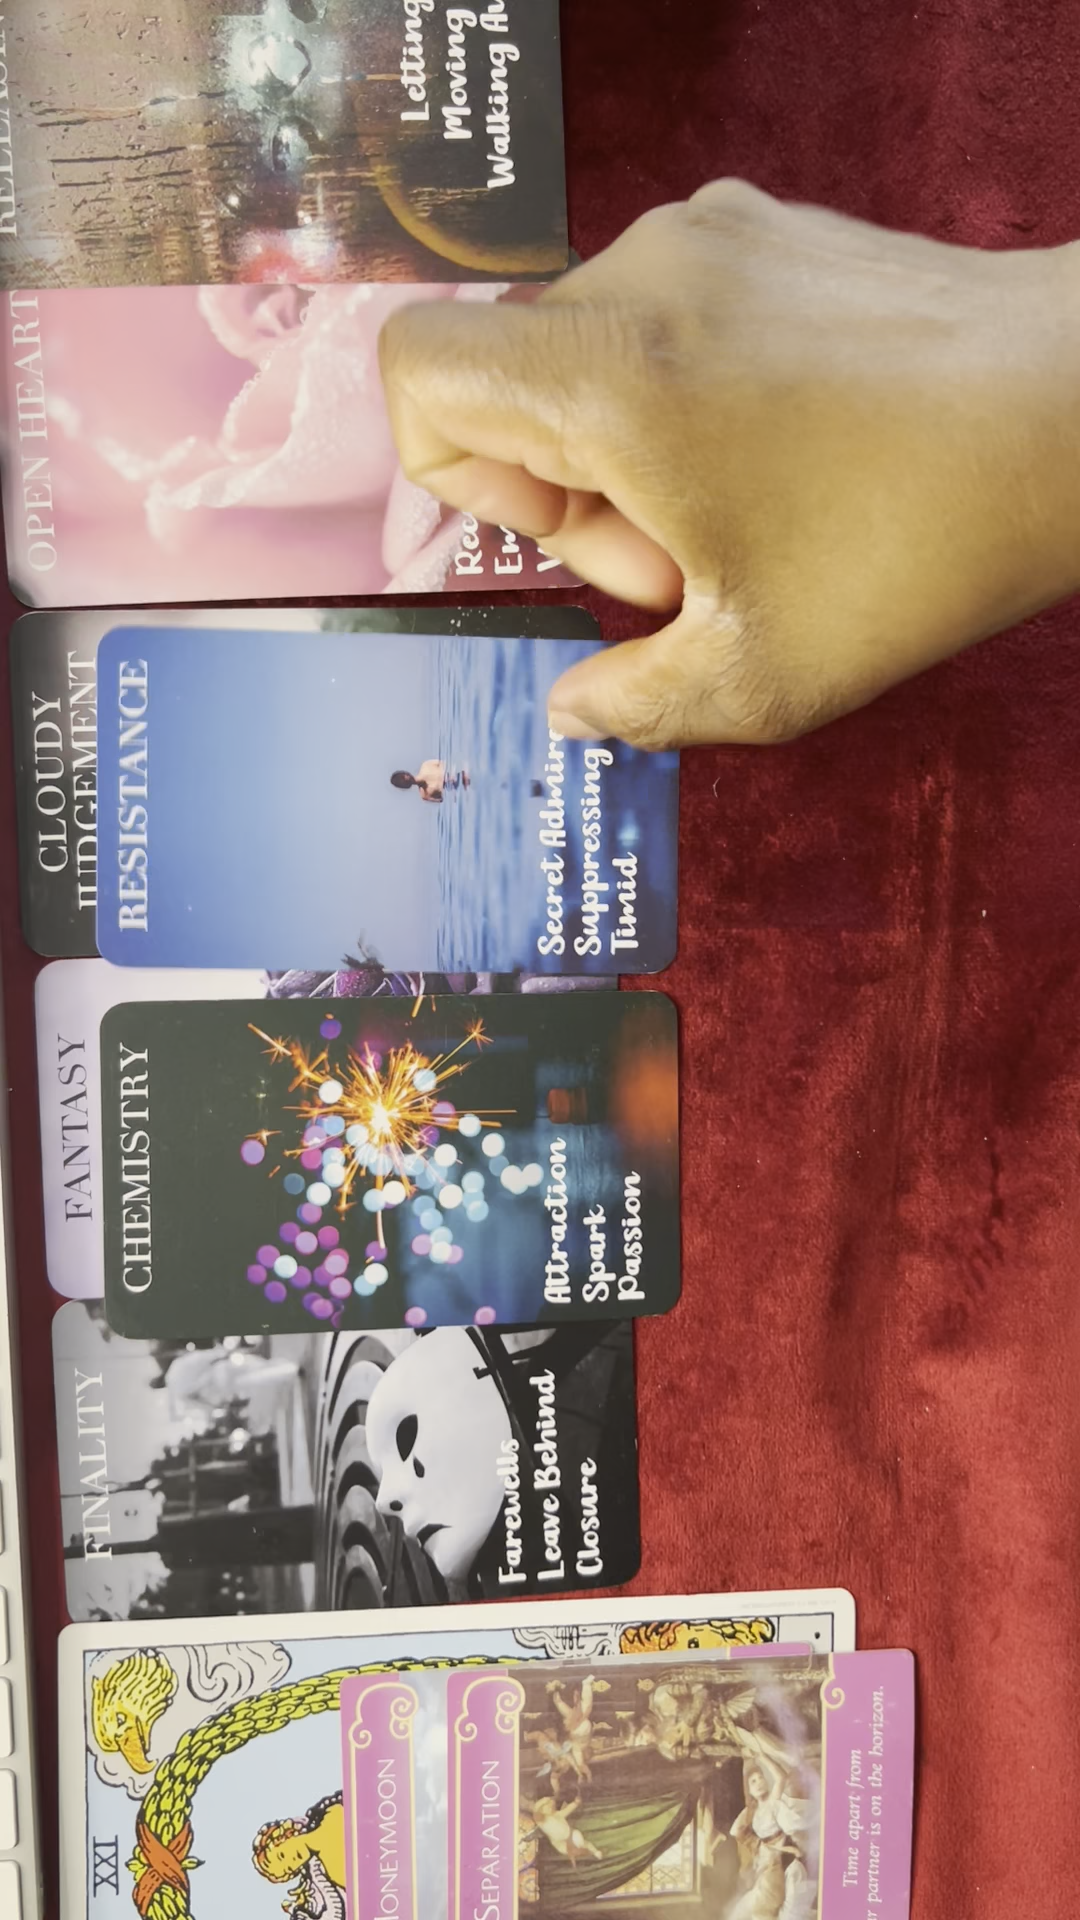 Letting
Moving
Walking
OPEN HEART
CLOUDY
JUDGEMENT
RESISTANCE
Secret
Suppressing
Timid
FANTASY
CHEMISTRY
Attraction
Spark
Passion
FINALITY
Farewells
Leave Behind
Closure
XXI
SEPARATION
Time apart from
partner is on the horizon.